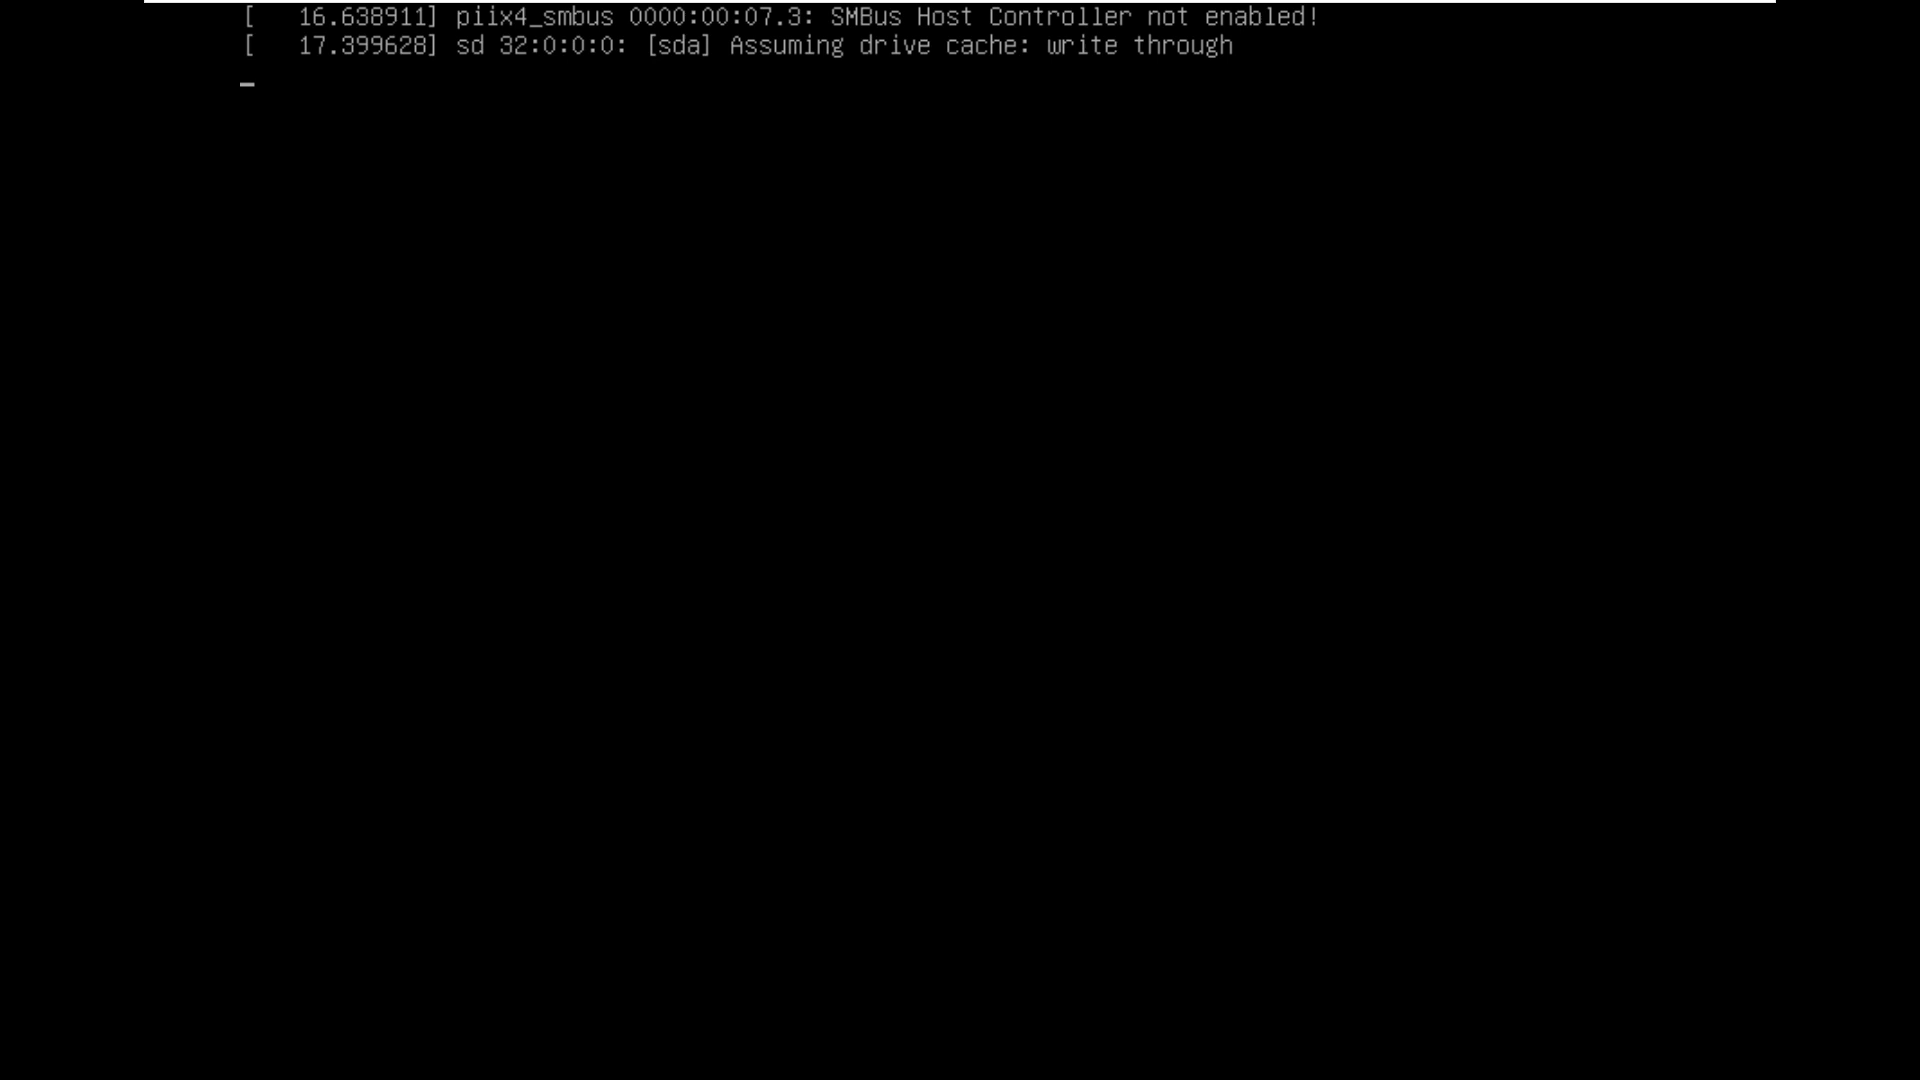 [   16.638911] piix4_smbus 0000:00:07.3: SMBus Host Controller not enabled!
[   17.399628] sd 32:0:0:0: [sda] Assuming drive cache: write through